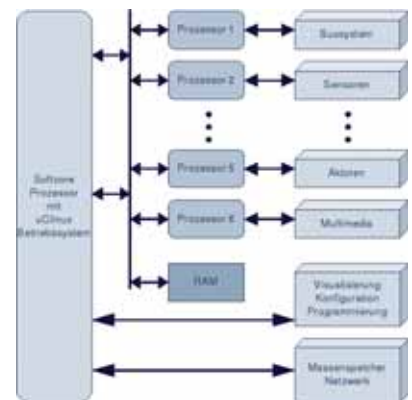 Prozessor 1
Bussystem
Prozessor 2
Sensoren
Softcore
Prozessor
mit
uClinux
Betriebssystem
Prozessor 5
Aktoren
Prozessor 6
Multimedia
RAM
Visualisierung
Konfiguration
Programmierung
Massenspeicher
Netzwerk